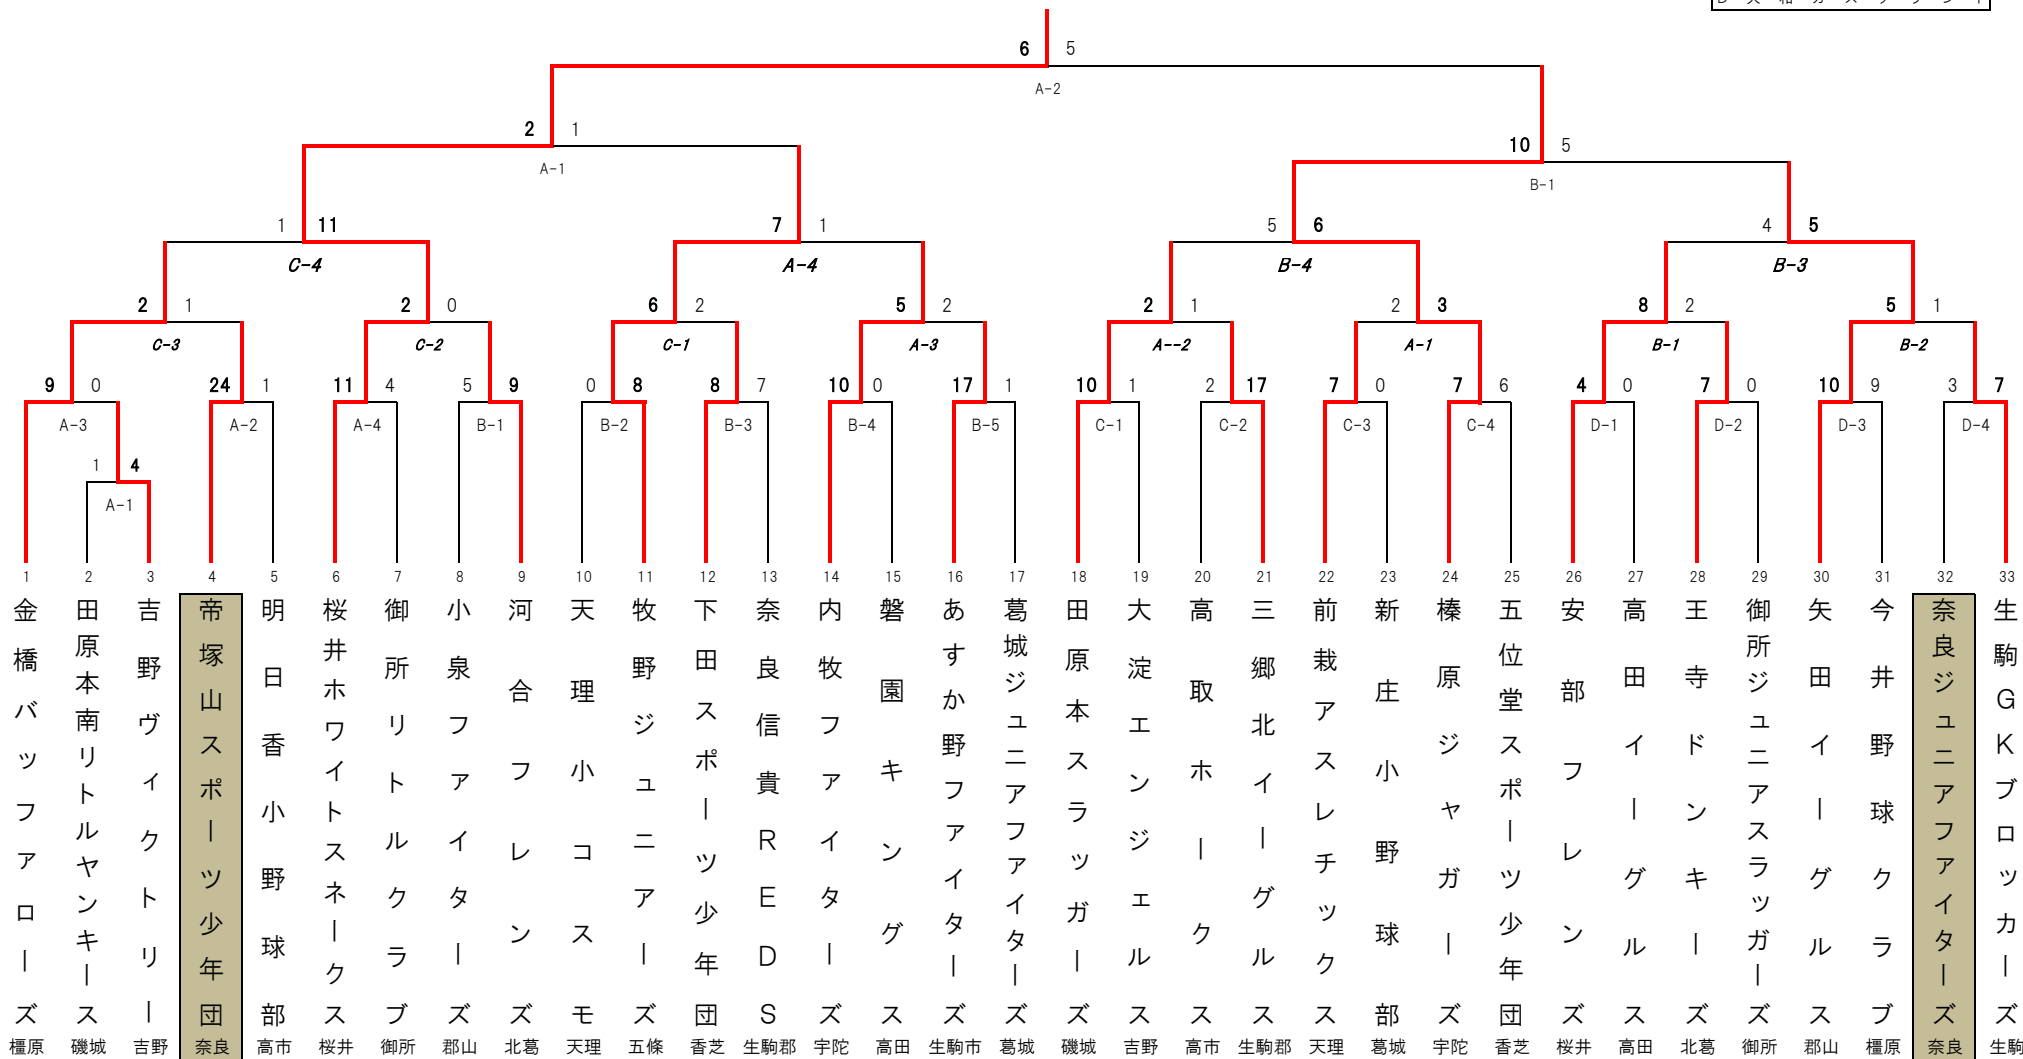 6 5
A-2
2 1
A-1
10 5
B-1
1 11
C-4
7 1
A-4
5 6
B-4
4 5
B-3
2 1
C-3
2 0
C-2
6 2
C-1
5 2
A-3
2 1
A--2
2 3
A-1
8 2
B-1
5 1
B-2
9 0
A-3
24 1
A-2
11 4
A-4
5 9
B-1
0 8
B-2
8 7
B-3
10 0
B-4
17 1
B-5
10 1
C-1
2 17
C-2
7 0
C-3
7 6
C-4
4 0
D-1
7 0
D-2
10 9
D-3
3 7
D-4
1 4
A-1
1 金橋バッファローズ 橿原
2 田原本南リトルヤンキース 磯城
3 吉野ヴィクトリー 吉野
4 帝塚山スポーツ少年団 奈良
5 明日香小野球部 高市
6 桜井ホワイトスネークス 桜井
7 御所リトルクラブ 御所
8 小泉ファイターズ 郡山
9 河合フレンズ 北葛
10 天理小コスモ 天理
11 牧野ジュニアーズ 五條
12 下田スポーツ少年団 香芝
13 奈良信貴REDS 生駒郡
14 内牧ファイターズ 宇陀
15 磐園キングス 高田
16 あすか野ファイターズ 生駒市
17 葛城ジュニアファイターズ 葛城
18 田原本スラッガーズ 磯城
19 大淀エンジェルス 吉野
20 高取ホークス 高市
21 三郷北イーグルス 生駒郡
22 前栽アスレチックス 天理
23 新庄小野球部 葛城
24 榛原ジャガーズ 宇陀
25 五位堂スポーツ少年団 香芝
26 安部フレンズ 桜井
27 高田イーグルス 高田
28 王寺ドンキーズ 北葛
29 御所ジュニアスラッガーズ 御所
30 矢田イーグルス 郡山
31 今井野球クラブ 橿原
32 奈良ジュニアファイターズ 奈良
33 生駒GKブロッカーズ 生駒